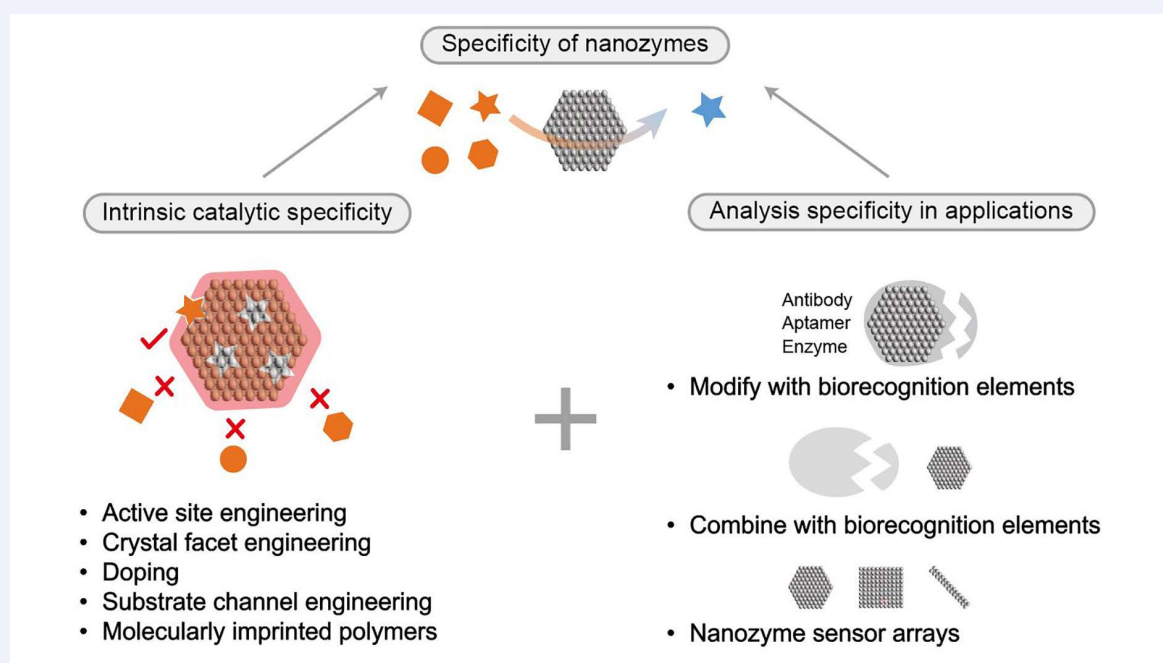 Specificity of nanozymes
Intrinsic catalytic specificity
• Active site engineering
• Crystal facet engineering
• Doping
• Substrate channel engineering
• Molecularly imprinted polymers
Analysis specificity in applications
Antibody
Aptamer
Enzyme
• Modify with biorecognition elements
• Combine with biorecognition elements
• Nanozyme sensor arrays